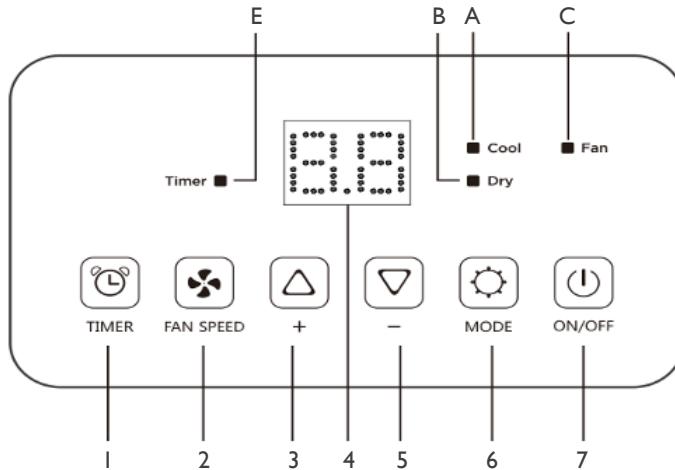 E B A C
8.8
Cool Fan
Timer Dry
TIMER FAN SPEED + − MODE ON/OFF
1 2 3 4 5 6 7